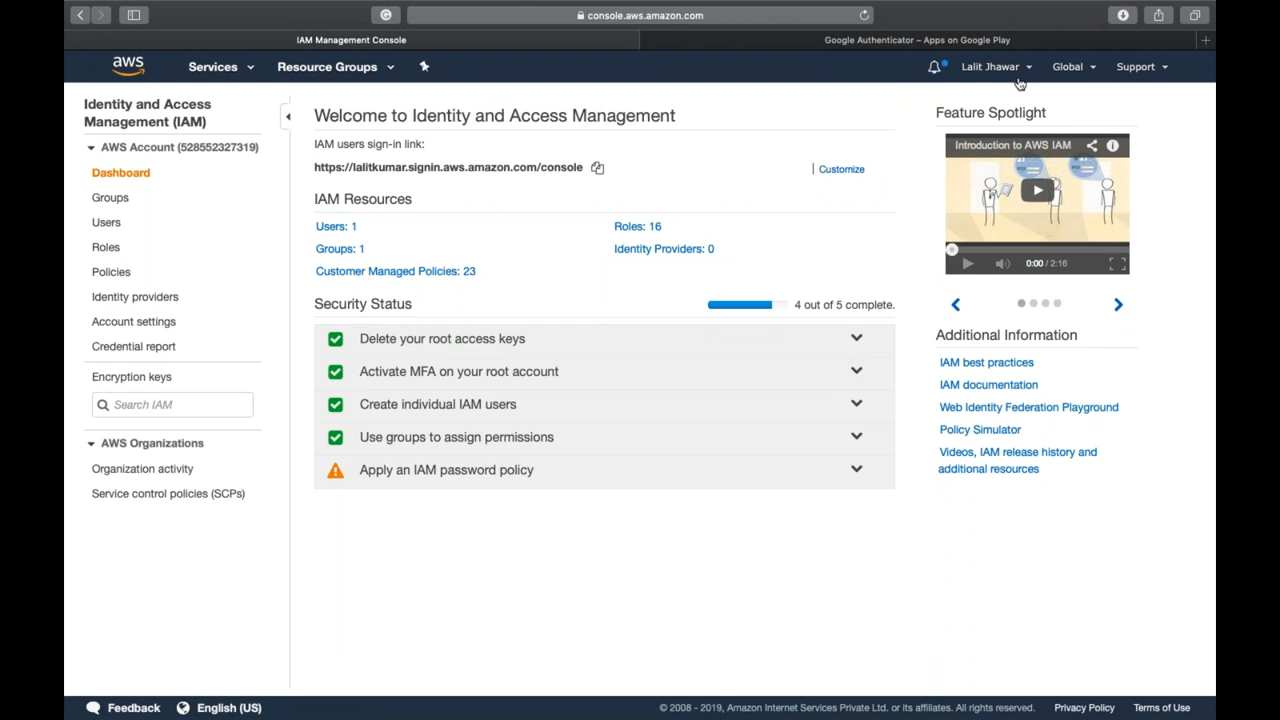 console.aws.amazon.com
IAM Management Console
Google Authenticator – Apps on Google Play
aws
Services
Resource Groups
Lalit Jhawar
Global
Support
Identity and Access
Management (IAM)
AWS Account (528552327319)
Dashboard
Groups
Users
Roles
Policies
Identity providers
Account settings
Credential report
Encryption keys
Search IAM
AWS Organizations
Organization activity
Service control policies (SCPs)
Welcome to Identity and Access Management
IAM users sign-in link:
https://lalitkumar.signin.aws.amazon.com/console
Customize
IAM Resources
Users: 1
Roles: 16
Groups: 1
Identity Providers: 0
Customer Managed Policies: 23
Security Status
4 out of 5 complete.
Delete your root access keys
Activate MFA on your root account
Create individual IAM users
Use groups to assign permissions
Apply an IAM password policy
Feature Spotlight
Introduction to AWS IAM
0:00 / 2:16
Additional Information
IAM best practices
IAM documentation
Web Identity Federation Playground
Policy Simulator
Videos, IAM release history and
additional resources
Feedback
English (US)
© 2008 - 2019, Amazon Internet Services Private Ltd. or its affiliates. All rights reserved.
Privacy Policy
Terms of Use